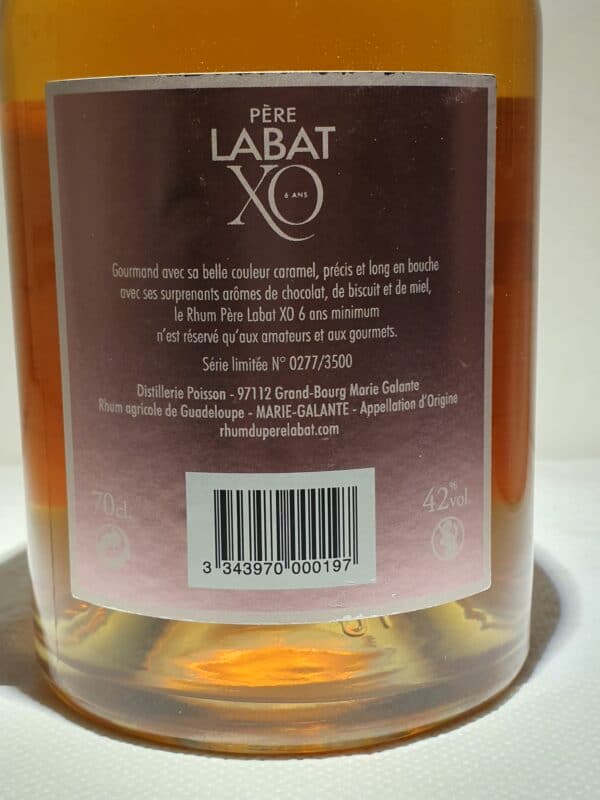 PÈRE
LABAT
XO
6 ANS
Gourmand avec sa belle couleur caramel, précis et long en bouche
avec ses surprenants arômes de chocolat, de biscuit et de miel,
le Rhum Père Labat XO 6 ans minimum
n'est réservé qu'aux amateurs et aux gourmets.
Série limitée N° 0277/3500
Distillerie Poisson - 97112 Grand-Bourg Marie Galante
Rhum agricole de Guadeloupe - MARIE-GALANTE - Appellation d'Origine
rhumduperelabat.com
70cl.
42%vol.
3 343970 000197